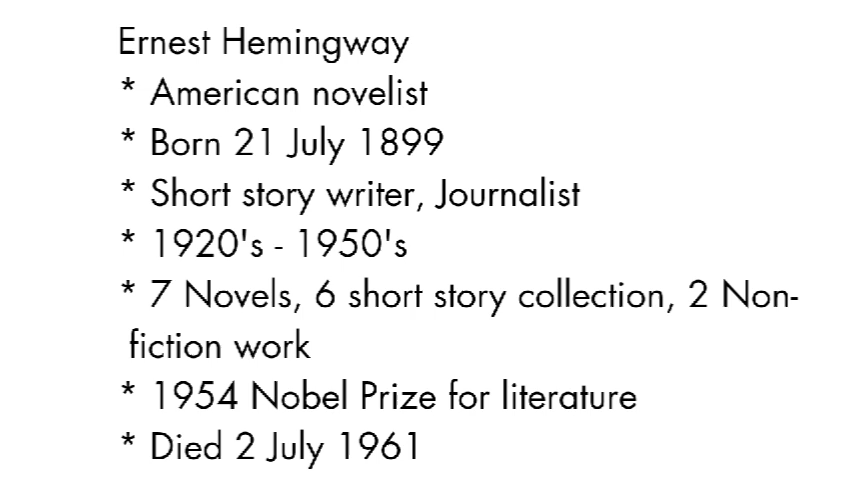 Ernest Hemingway
* American novelist
* Born 21 July 1899
* Short story writer, Journalist
* 1920's - 1950's
* 7 Novels, 6 short story collection, 2 Non-
fiction work
* 1954 Nobel Prize for literature
* Died 2 July 1961